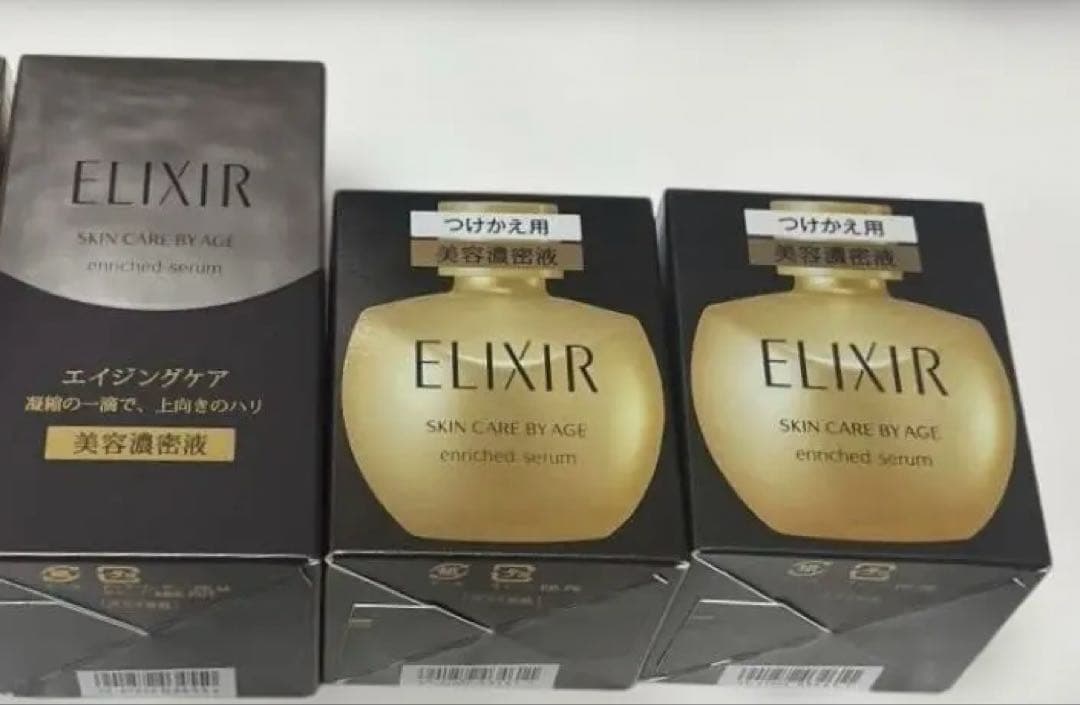 ELIXIR
SKIN CARE BY AGE
enriched serum
エイジングケア
凝縮の一滴で、上向きのハリ
美容濃密液
つけかえ用
美容濃密液
ELIXIR
SKIN CARE BY AGE
enriched serum
つけかえ用
美容濃密液
ELIXIR
SKIN CARE BY AGE
enriched serum